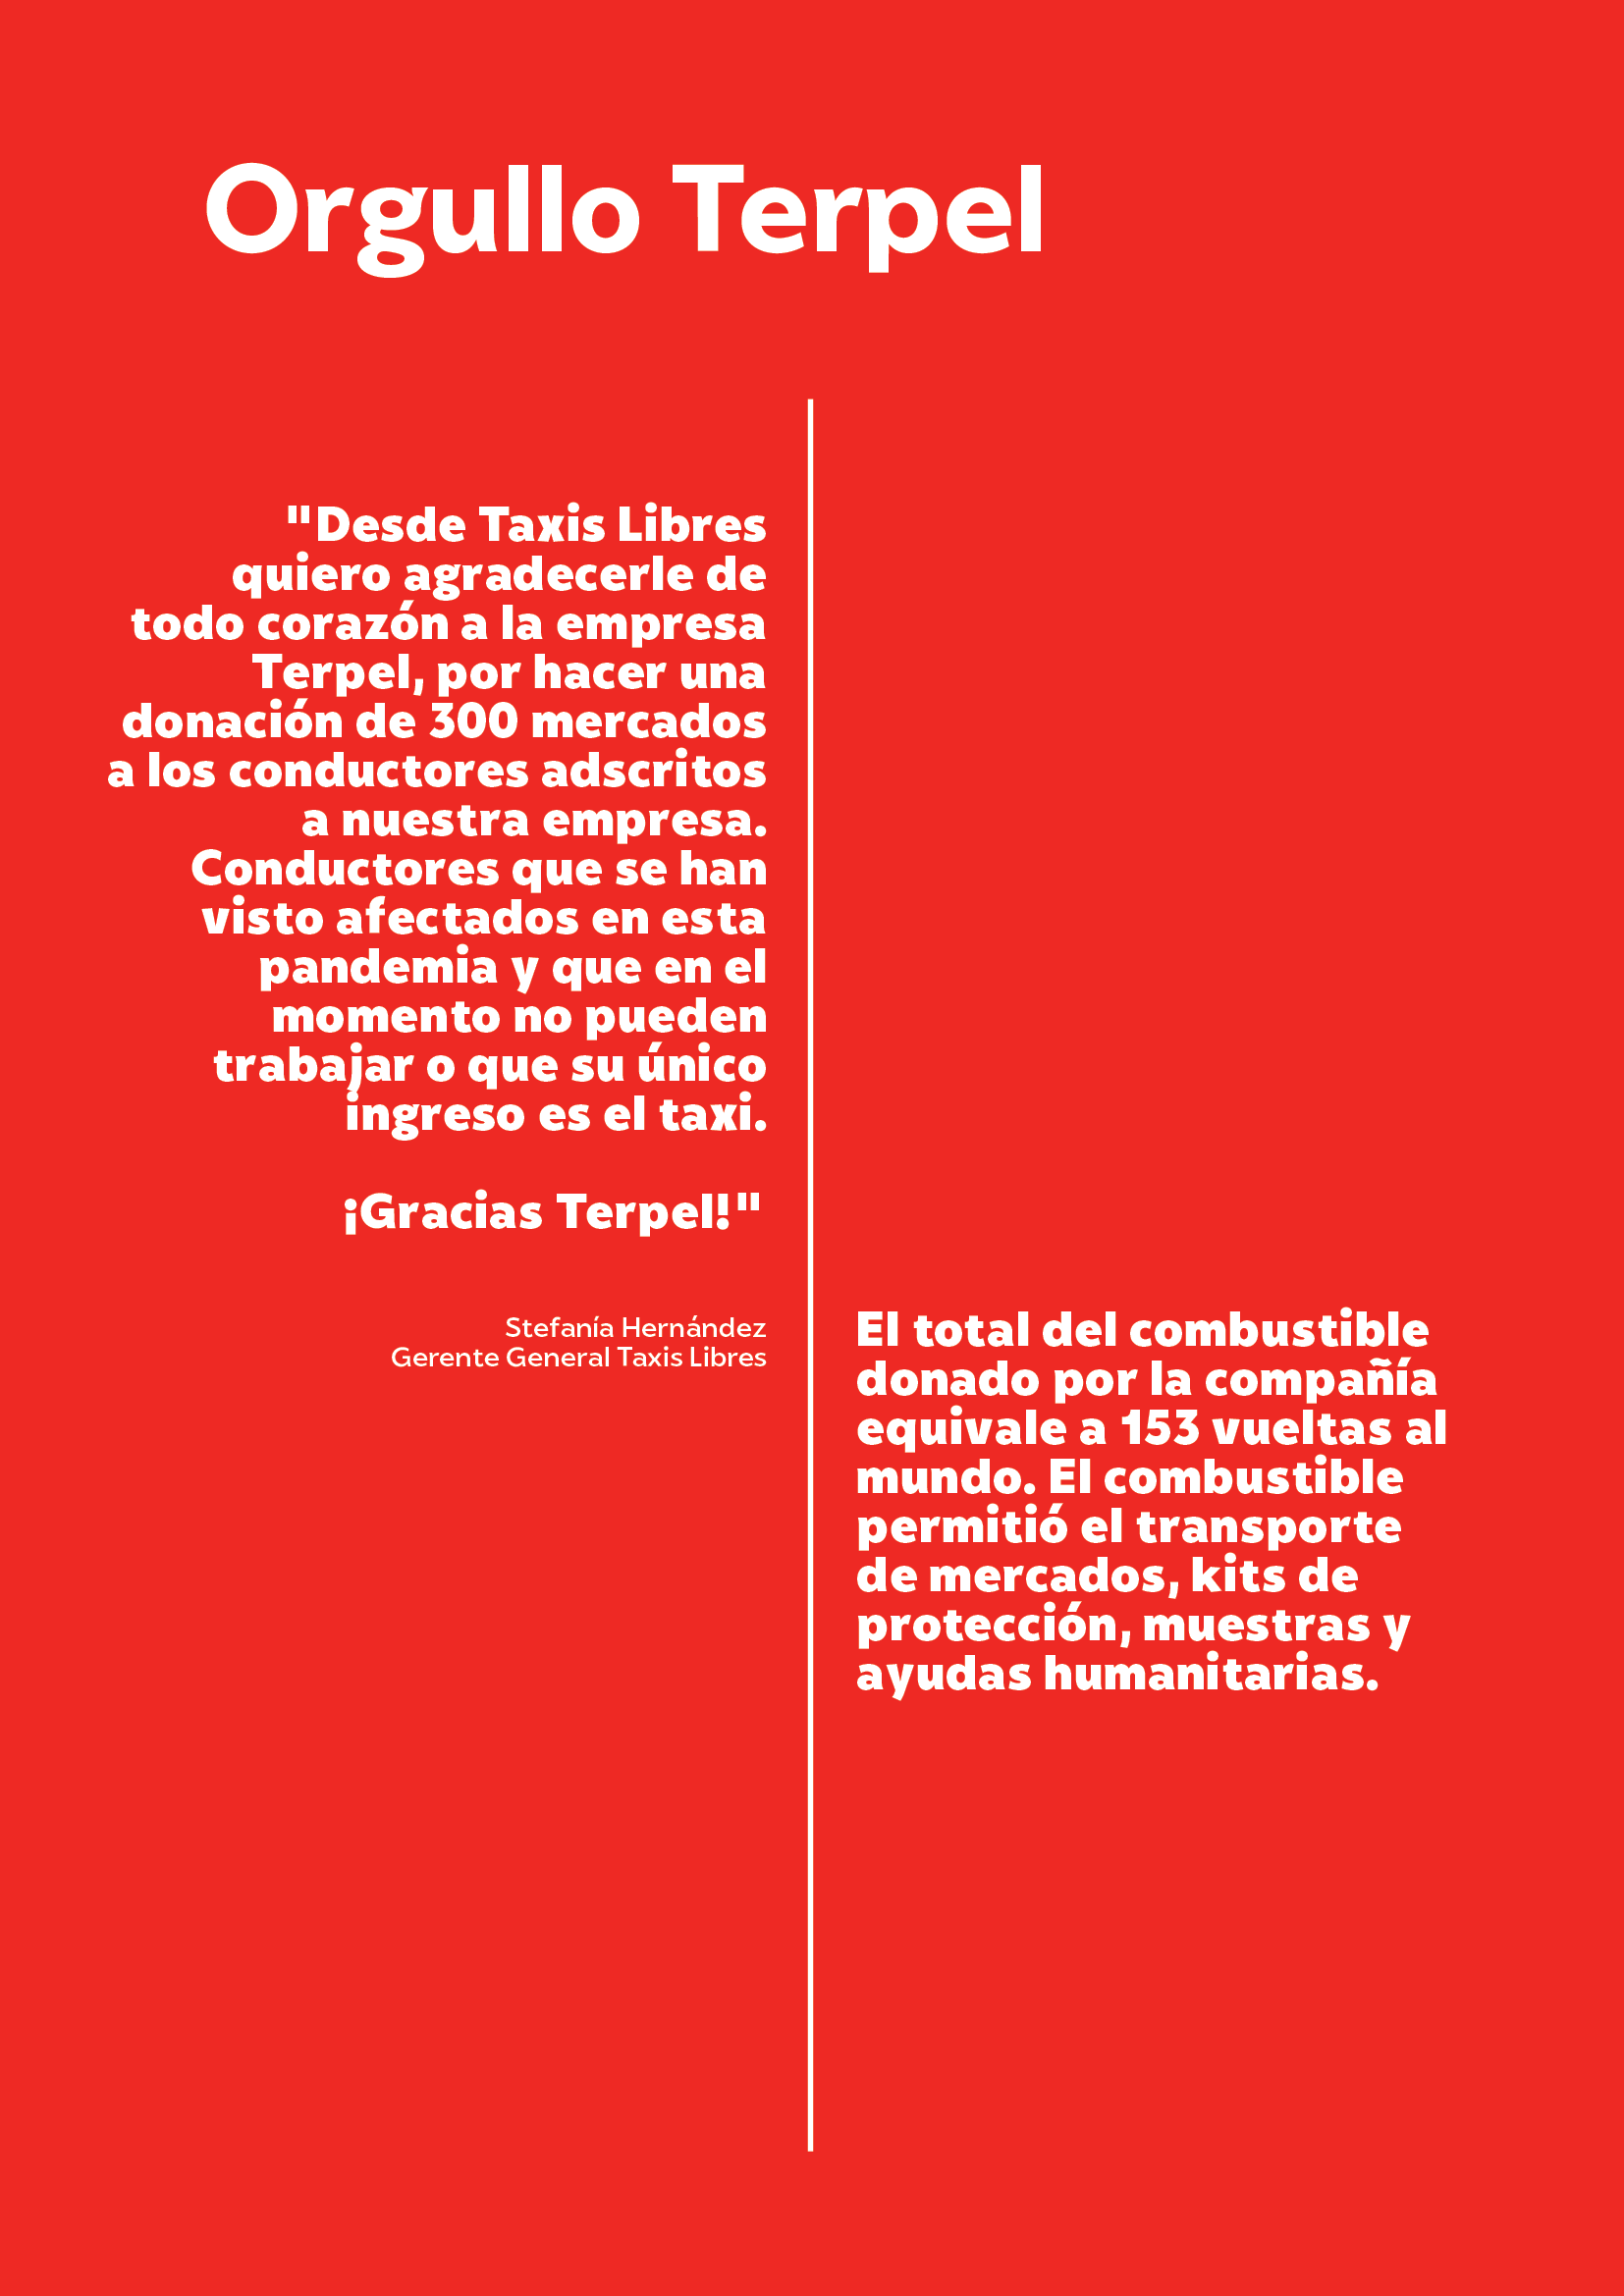 Orgullo Terpel
"Desde Taxis Libres
quiero agradecerle de
todo corazón a la empresa
Terpel, por hacer una
donación de 300 mercados
a los conductores adscritos
a nuestra empresa.
Conductores que se han
visto afectados en esta
pandemia y que en el
momento no pueden
trabajar o que su único
ingreso es el taxi.
¡Gracias Terpel!"
Stefanía Hernández
Gerente General Taxis Libres
El total del combustible
donado por la compañía
equivale a 153 vueltas al
mundo. El combustible
permitió el transporte
de mercados, kits de
protección, muestras y
ayudas humanitarias.